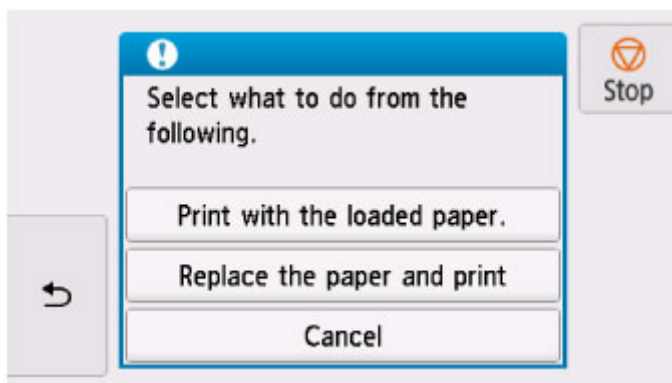 Select what to do from the
following.
Stop
Print with the loaded paper.
Replace the paper and print
Cancel